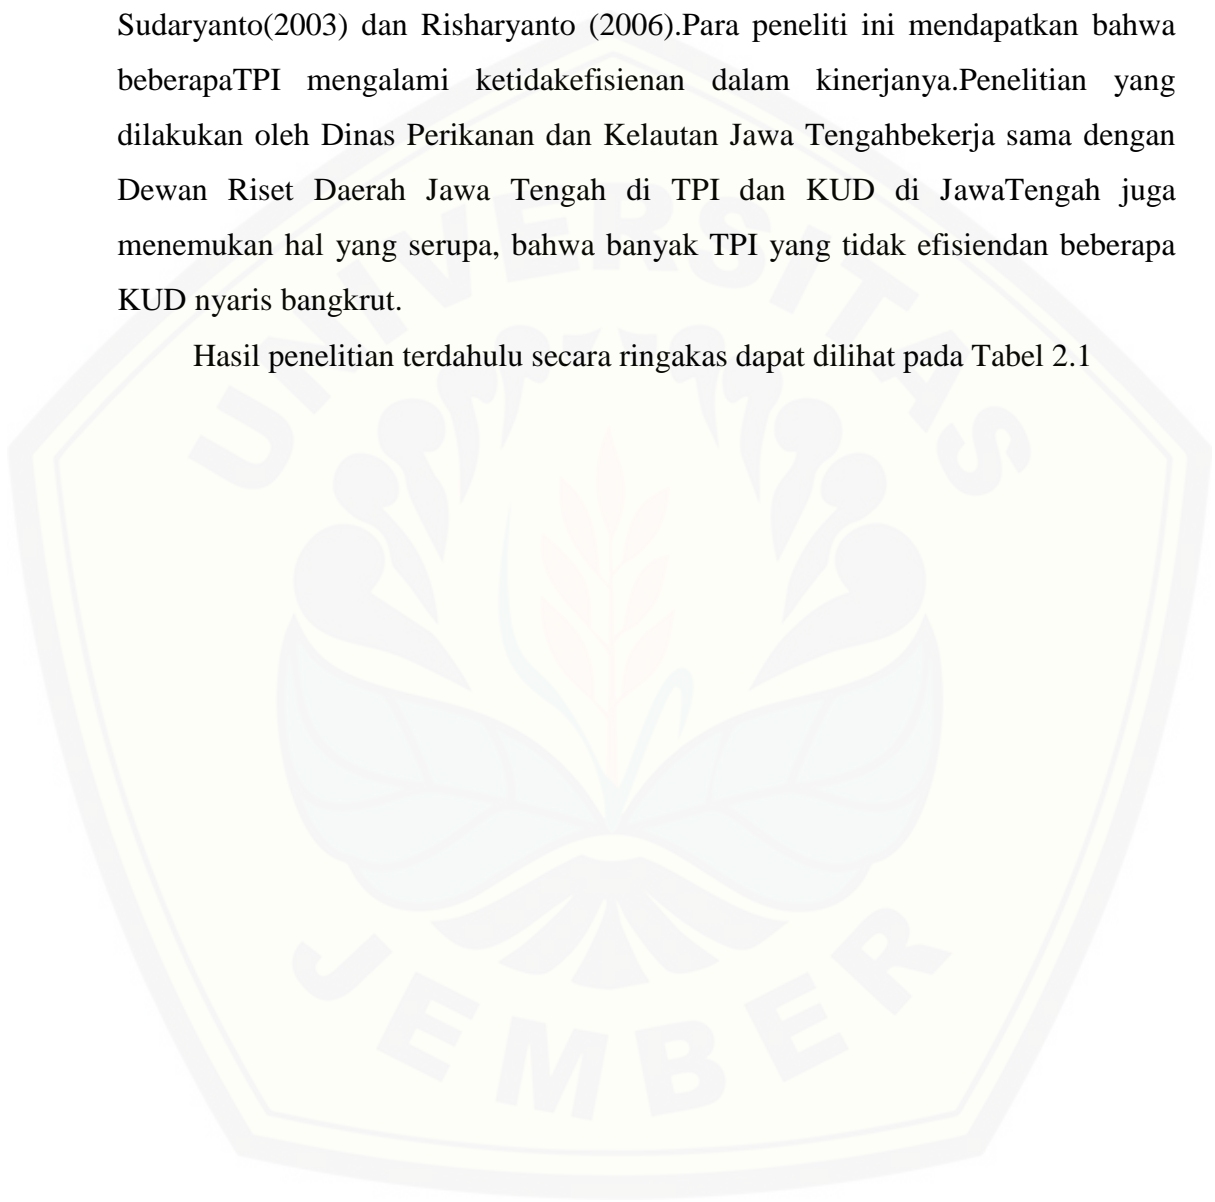 Sudaryanto(2003) dan Risharyanto (2006).Para peneliti ini mendapatkan bahwa
beberapaTPI mengalami ketidakefisienan dalam kinerjanya.Penelitian yang
dilakukan oleh Dinas Perikanan dan Kelautan Jawa Tengahbekerja sama dengan
Dewan Riset Daerah Jawa Tengah di TPI dan KUD di JawaTengah juga
menemukan hal yang serupa, bahwa banyak TPI yang tidak efisiendan beberapa
KUD nyaris bangkrut.
Hasil penelitian terdahulu secara ringakas dapat dilihat pada Tabel 2.1
UNIVERSITAS
JEMBER